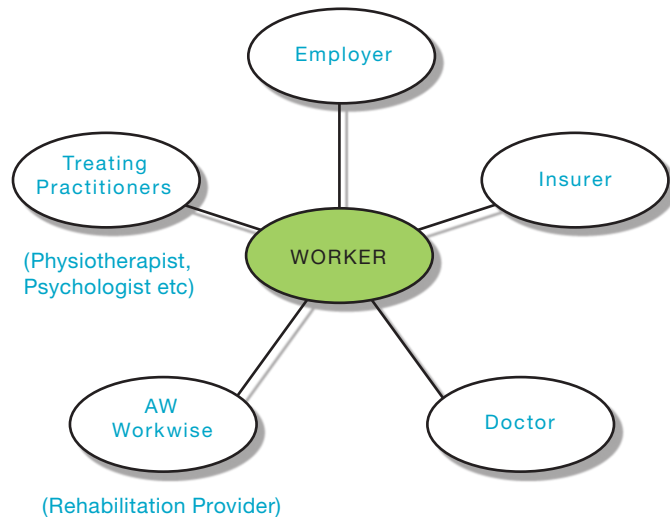 Employer
Treating
Practitioners
Insurer
WORKER
(Physiotherapist,
Psychologist etc)
AW
Workwise
Doctor
(Rehabilitation Provider)